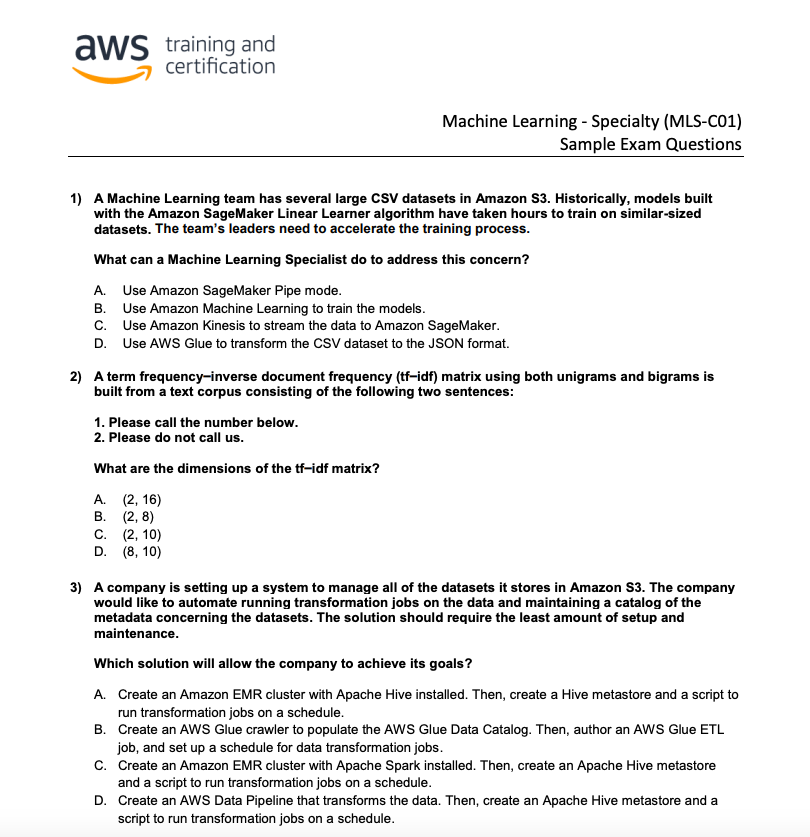 aws training and
certification
Machine Learning - Specialty (MLS-C01)
Sample Exam Questions
1) A Machine Learning team has several large CSV datasets in Amazon S3. Historically, models built
with the Amazon SageMaker Linear Learner algorithm have taken hours to train on similar-sized
datasets. The team's leaders need to accelerate the training process.
What can a Machine Learning Specialist do to address this concern?
A. Use Amazon SageMaker Pipe mode.
B. Use Amazon Machine Learning to train the models.
C. Use Amazon Kinesis to stream the data to Amazon SageMaker.
D. Use AWS Glue to transform the CSV dataset to the JSON format.
2) A term frequency–inverse document frequency (tf–idf) matrix using both unigrams and bigrams is
built from a text corpus consisting of the following two sentences:
1. Please call the number below.
2. Please do not call us.
What are the dimensions of the tf–idf matrix?
A. (2, 16)
B. (2, 8)
C. (2, 10)
D. (8, 10)
3) A company is setting up a system to manage all of the datasets it stores in Amazon S3. The company
would like to automate running transformation jobs on the data and maintaining a catalog of the
metadata concerning the datasets. The solution should require the least amount of setup and
maintenance.
Which solution will allow the company to achieve its goals?
A. Create an Amazon EMR cluster with Apache Hive installed. Then, create a Hive metastore and a script to
run transformation jobs on a schedule.
B. Create an AWS Glue crawler to populate the AWS Glue Data Catalog. Then, author an AWS Glue ETL
job, and set up a schedule for data transformation jobs.
C. Create an Amazon EMR cluster with Apache Spark installed. Then, create an Apache Hive metastore
and a script to run transformation jobs on a schedule.
D. Create an AWS Data Pipeline that transforms the data. Then, create an Apache Hive metastore and a
script to run transformation jobs on a schedule.